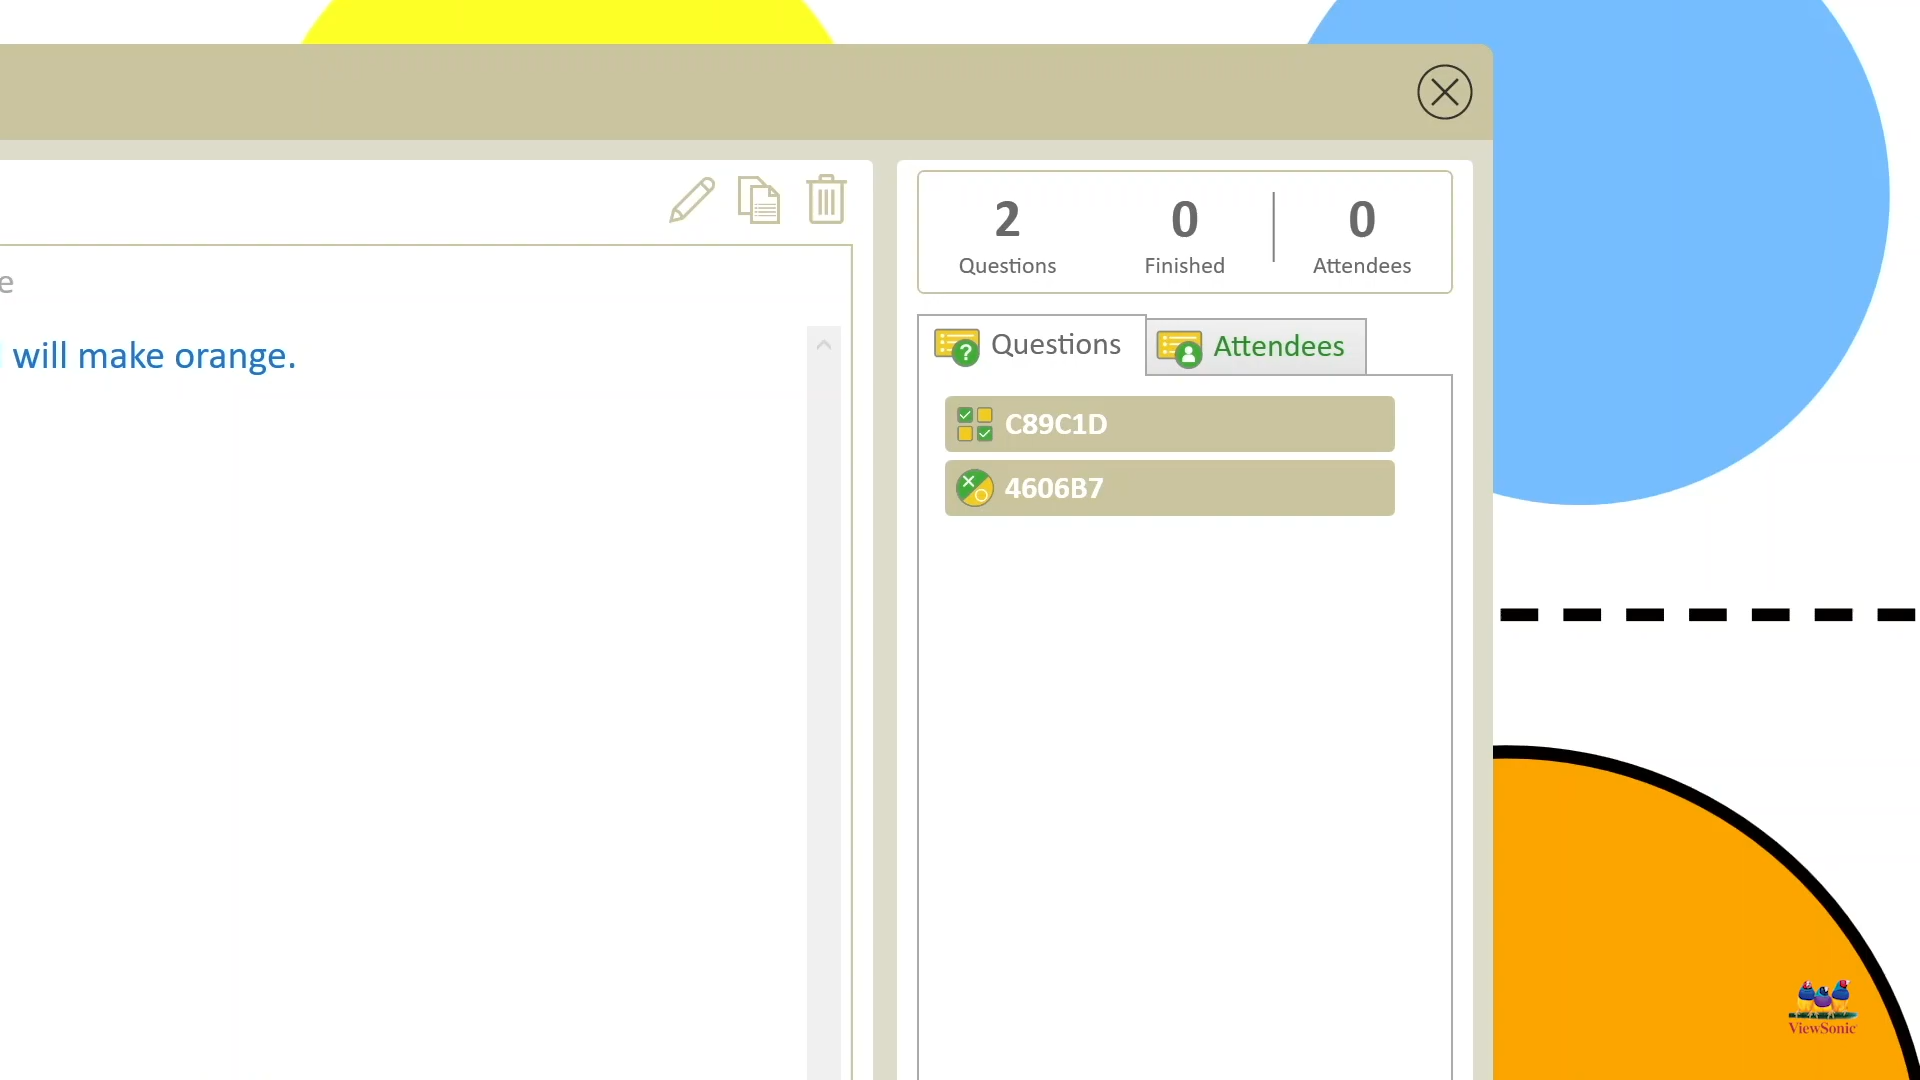 e
will make orange.
2
0
0
Questions
Finished
Attendees
Questions
Attendees
C89C1D
4606B7
ViewSonic